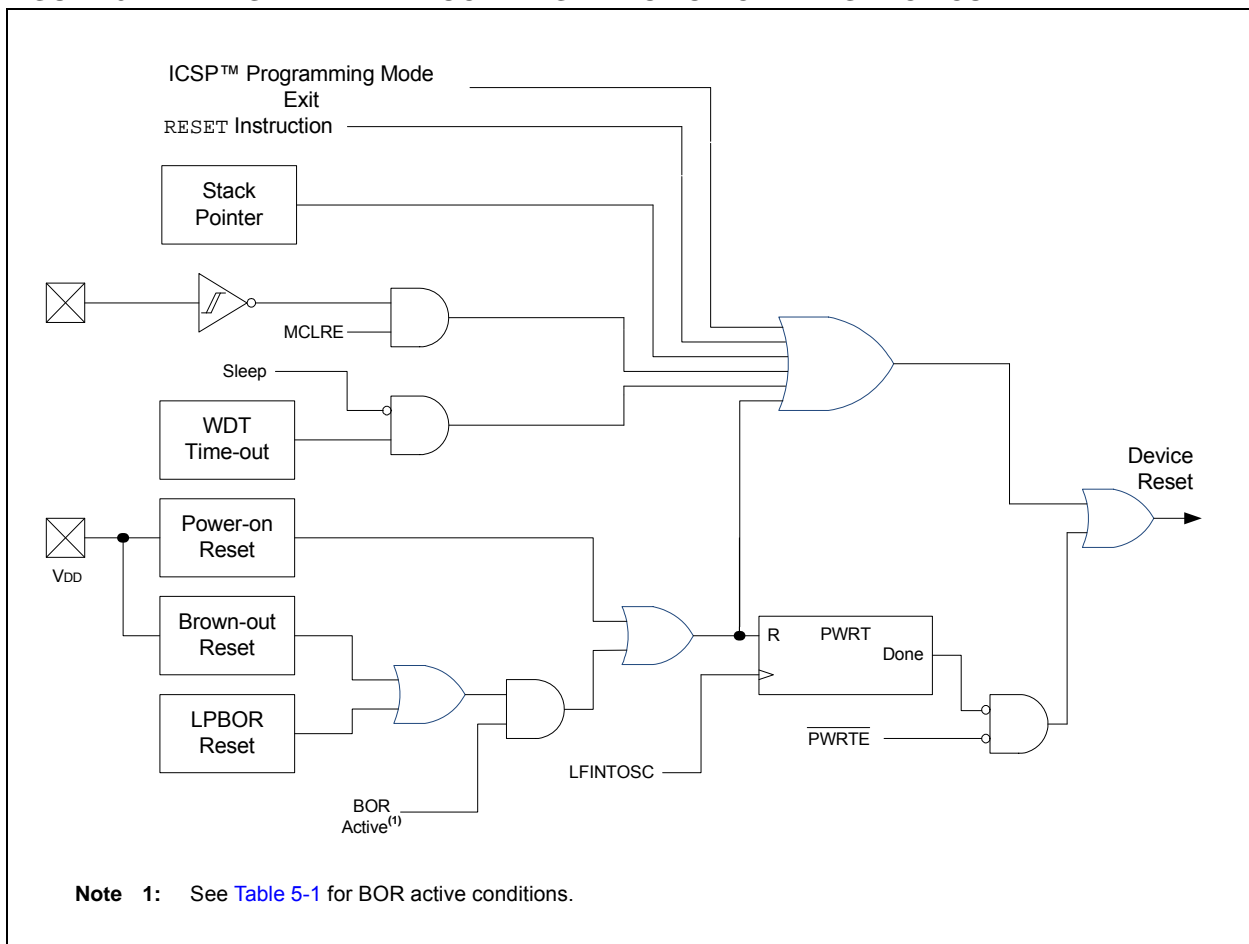 ICSP™ Programming Mode
Exit
RESET Instruction
Stack
Pointer
MCLRE
Sleep
WDT
Time-out
Device
Reset
Power-on
Reset
VDD
Brown-out
Reset
R PWRT
Done
LPBOR
Reset
PWRTE
LFINTOSC
BOR
Active(1)
Note 1: See Table 5-1 for BOR active conditions.